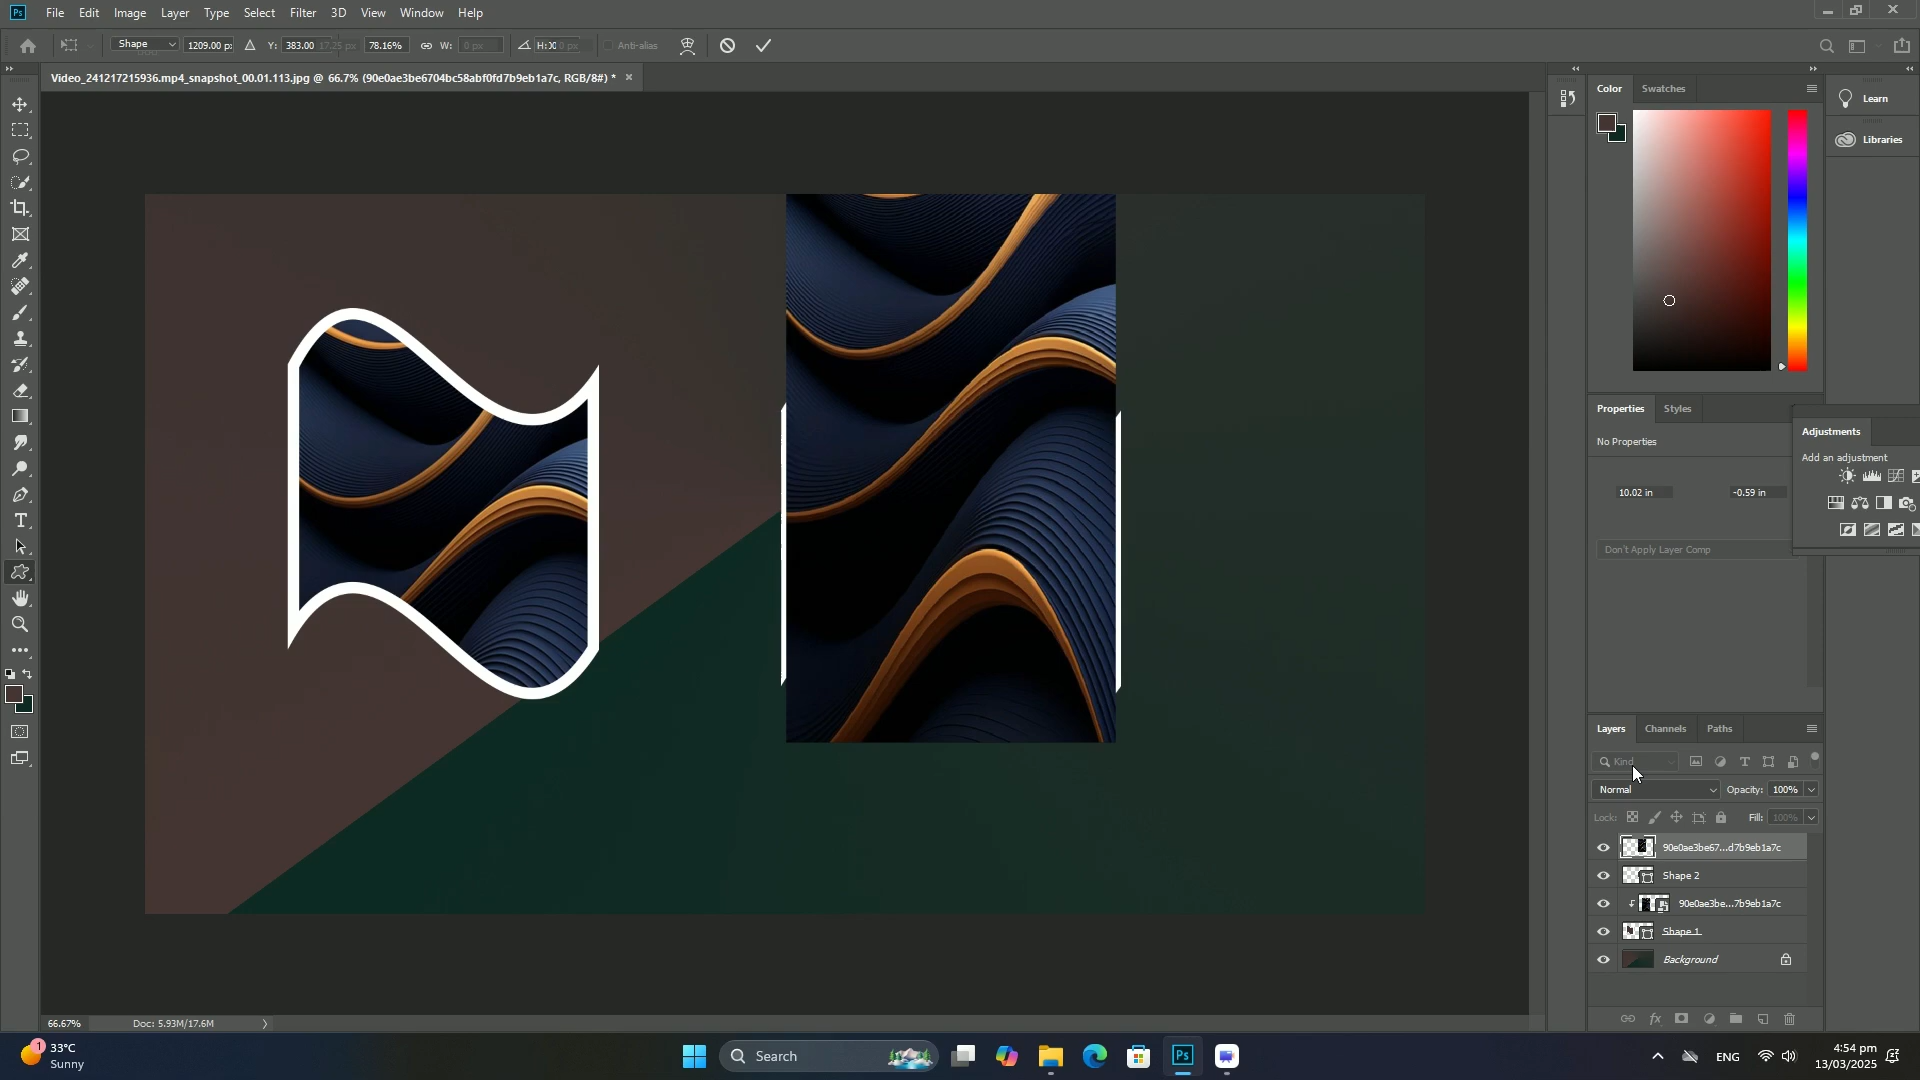 Ps File Edit Image Layer Type Select Filter 3D View Window Help
Shape 1209.00 p: Y: 383.00 78.16% W: 0 px Anti-alias
Video_241217215936.mp4_snapshot_00.01.113.jpg @ 66.7% (90e0ae3be6704bc58abf0fd7b9eb1a7c, RGB/8#) *
Color Swatches
Learn
Libraries
Properties Styles
No Properties
10.02 in -0.59 in
Don't Apply Layer Comp
Adjustments
Add an adjustment
Layers Channels Paths
Kind
Normal Opacity: 100%
Lock: Fill: 100%
90e0ae3be67...d7b9eb1a7c
Shape 2
90e0ae3be...7b9eb1a7c
Shape 1
Background
66.67% Doc: 5.93M/17.6M
1 33°C
Sunny
Search
Ps
ENG
4:54 pm
13/03/2025